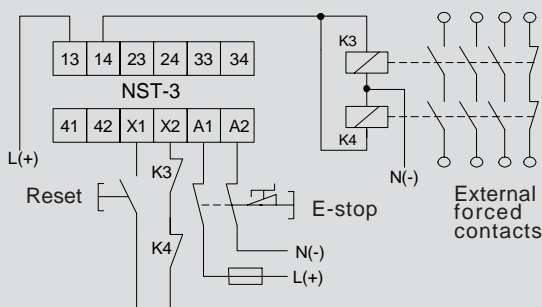 K3
13 14 23 24 33 34
NST-3
41 42 X1 X2 A1 A2
K4
L(+)
N(-)
K3
Reset
E-stop
External
forced
contacts
K4
N(-)
L(+)